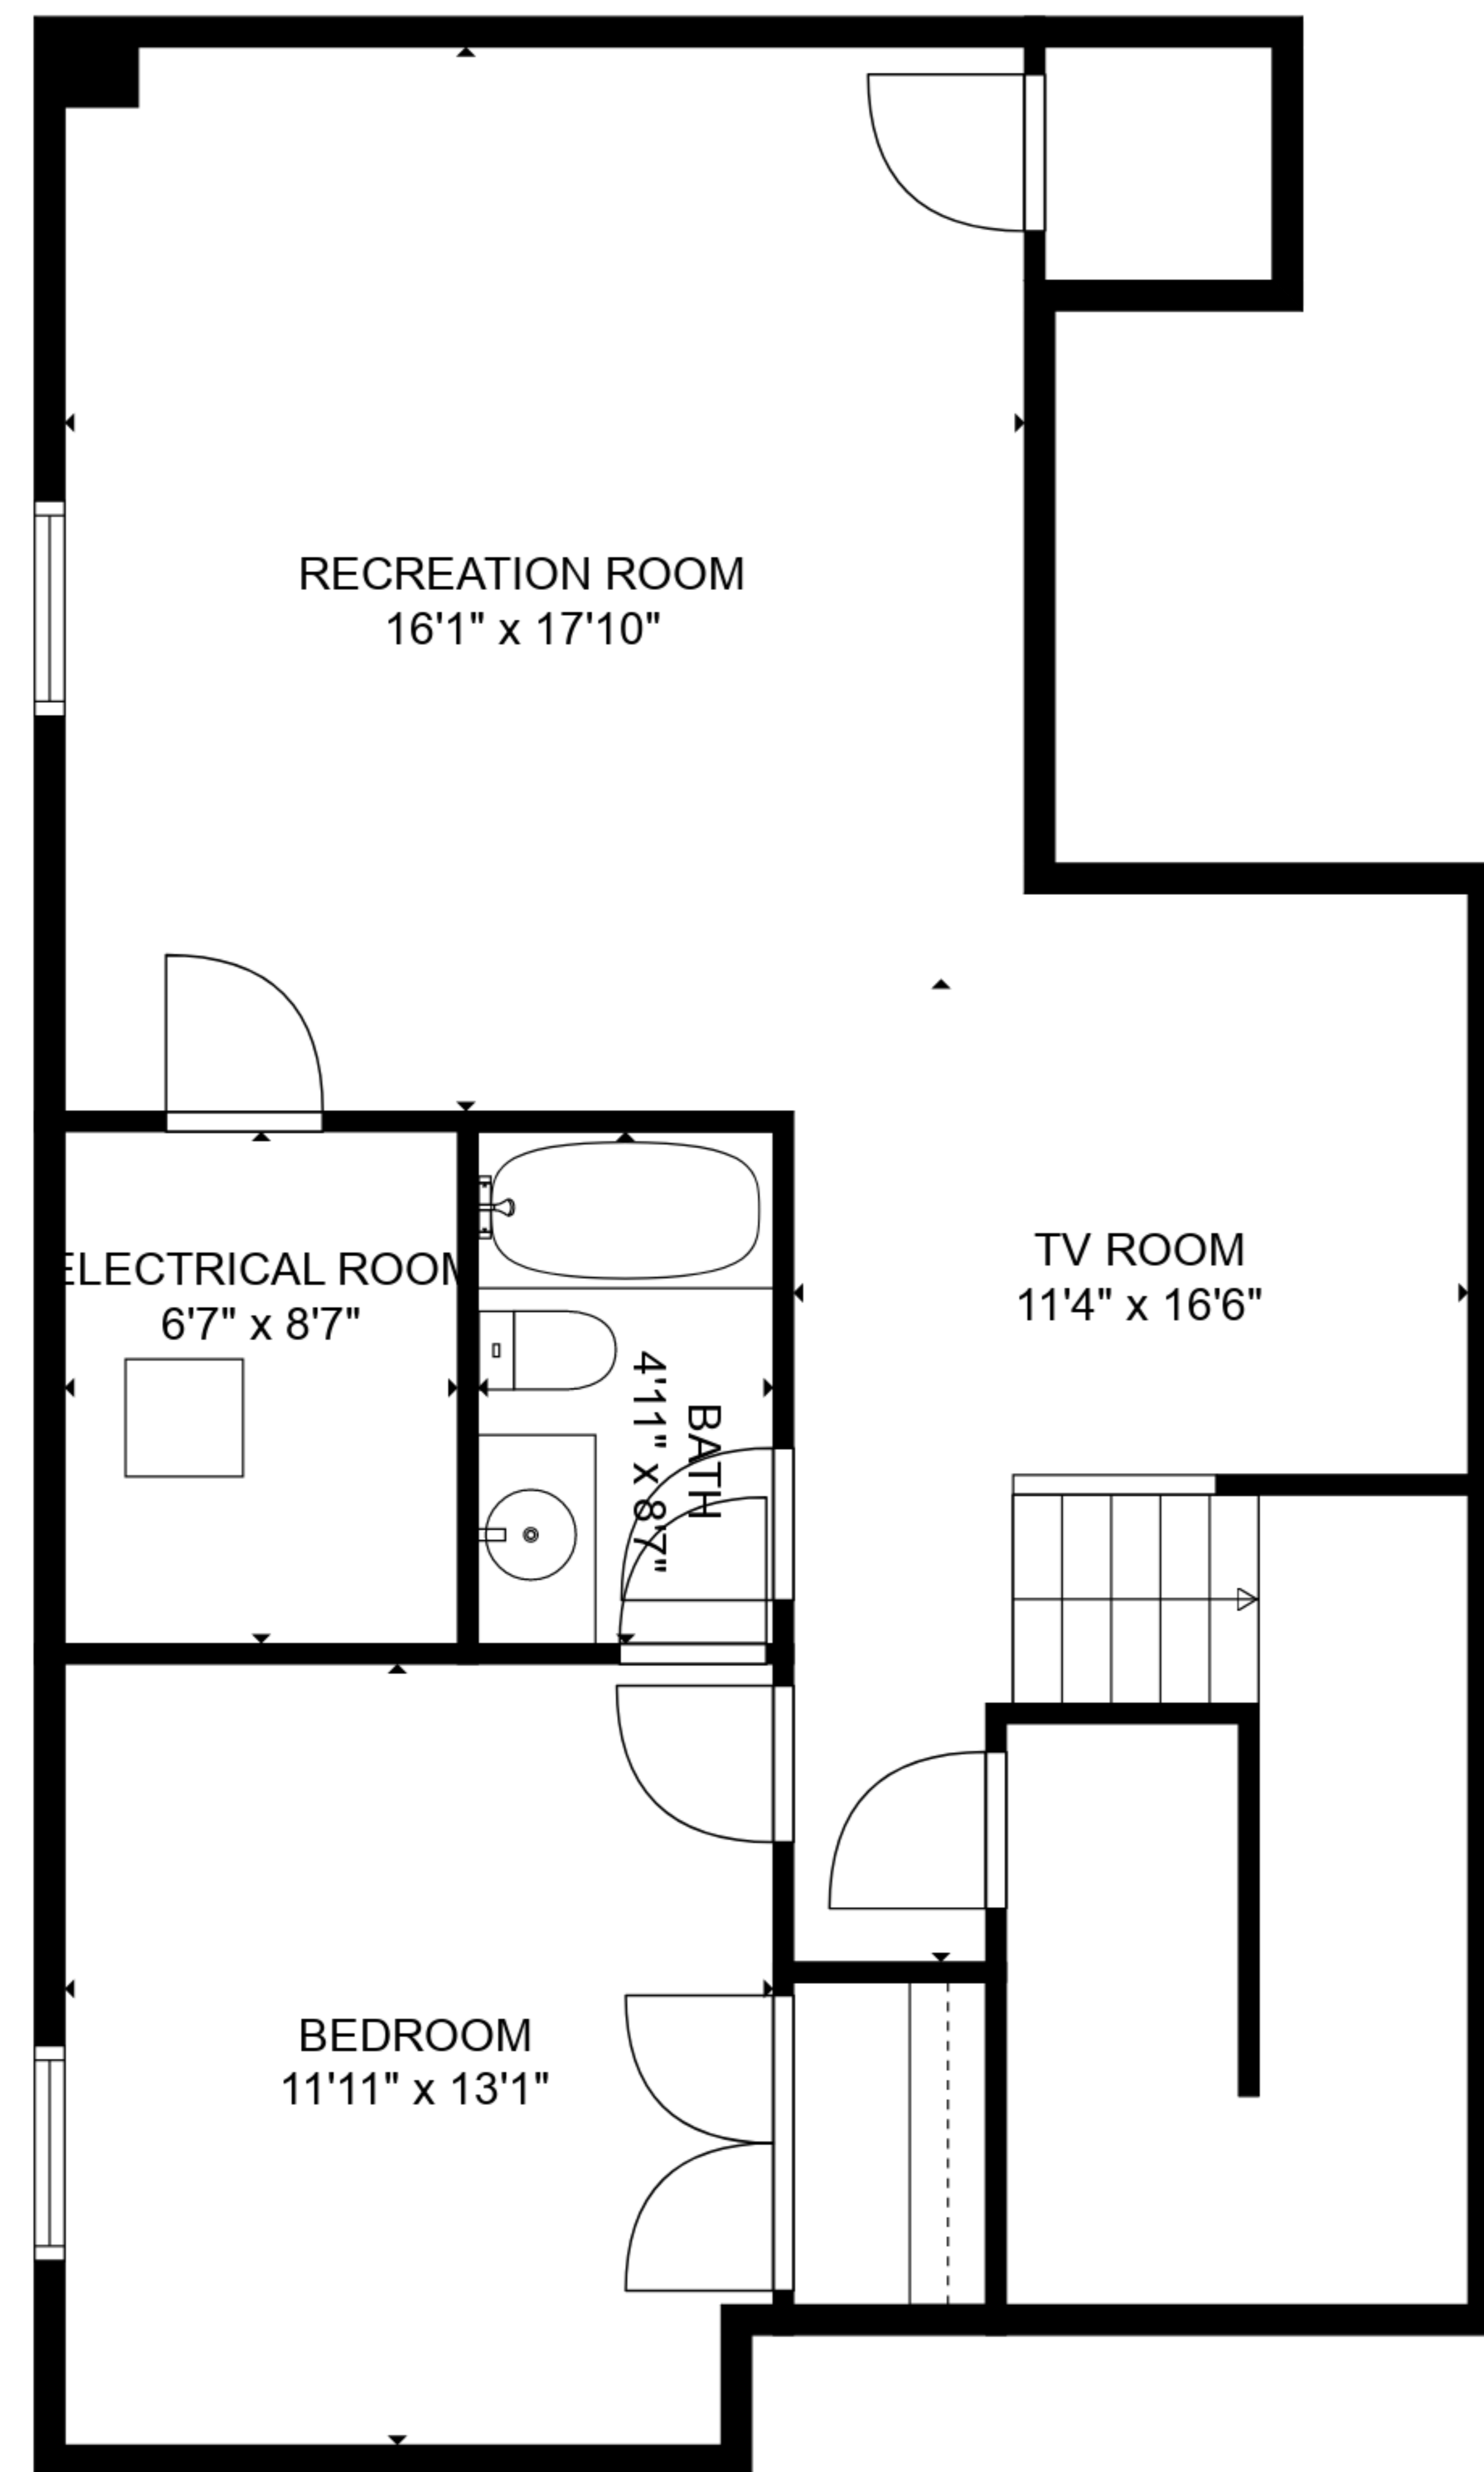 RECREATION ROOM
16'1" x 17'10"
ELECTRICAL ROOM
6'7" x 8'7"
TV ROOM
11'4" x 16'6"
BATH
4'11" x 8'7"
BEDROOM
11'11" x 13'1"